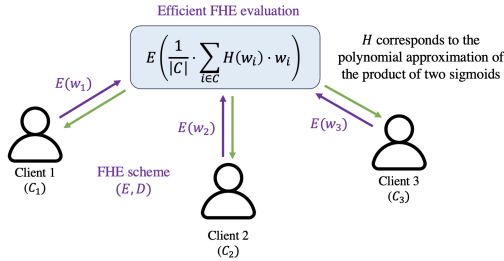 Efficient FHE evaluation
E(1/|C| · ∑_{i∈C} H(w_i) · w_i)
H corresponds to the
polynomial approximation of
the product of two sigmoids
E(w_1)
E(w_2)
E(w_3)
Client 1
(C_1)
FHE scheme
(E, D)
Client 2
(C_2)
Client 3
(C_3)